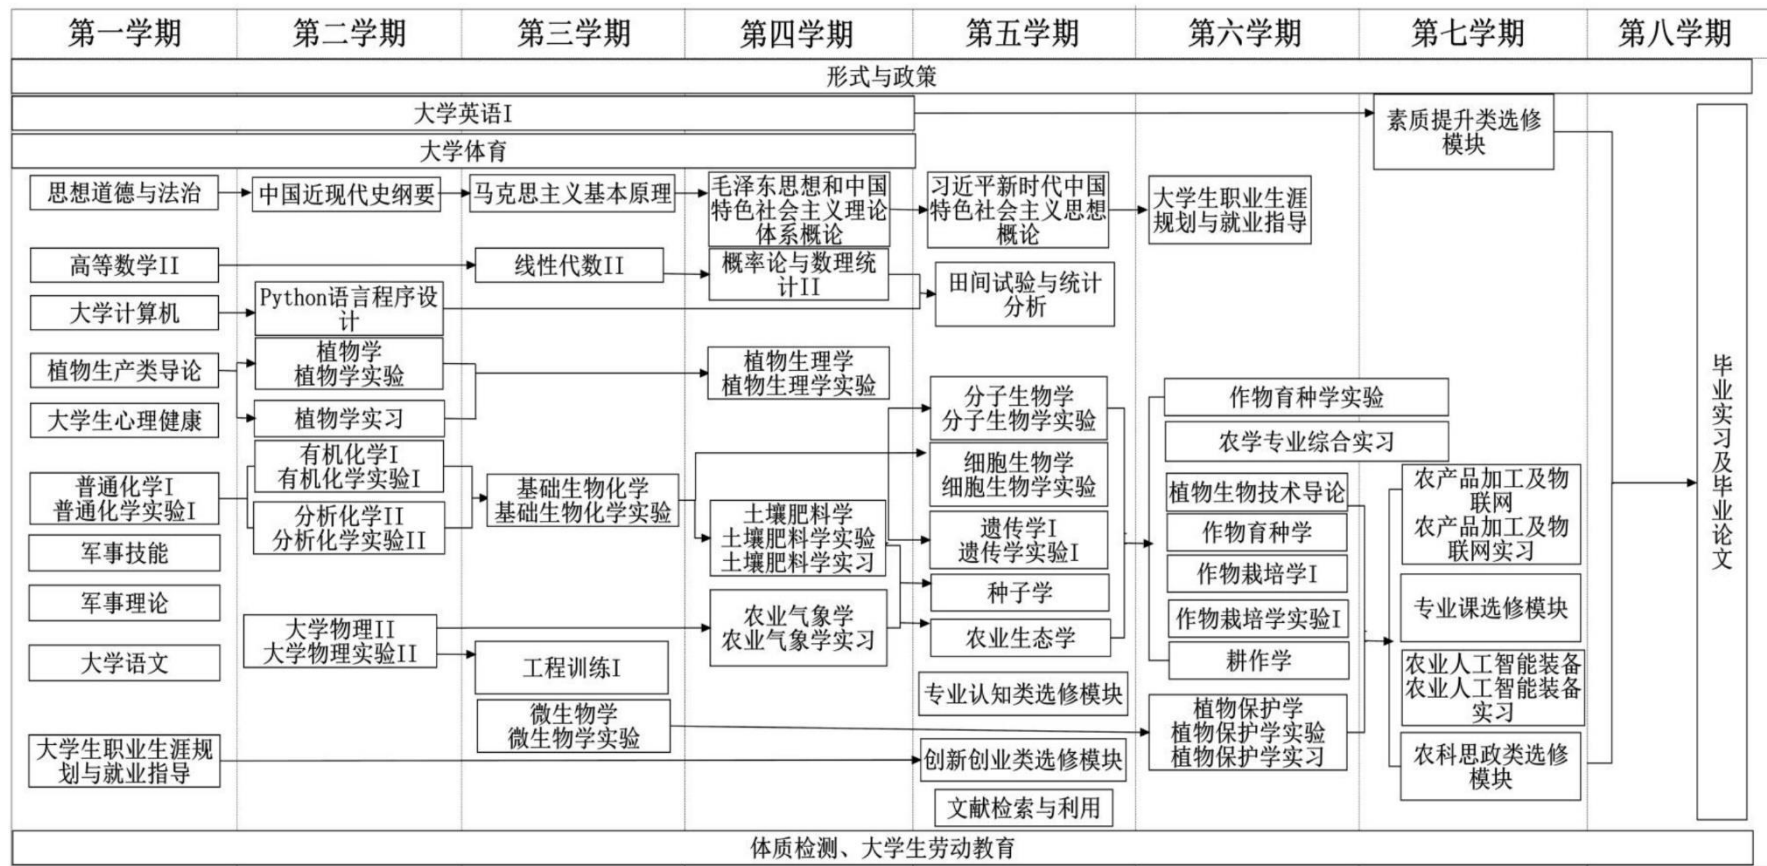 第一学期
第二学期
第三学期
第四学期
第五学期
第六学期
第七学期
第八学期
形式与政策
大学英语I
大学体育
素质提升类选修
模块
思想道德与法治
中国近现代史纲要
马克思主义基本原理
毛泽东思想和中国
特色社会主义理论
体系概论
习近平新时代中国
特色社会主义思想
概论
大学生职业生涯
规划与就业指导
高等数学II
线性代数II
概率论与数理统
计II
田间试验与统计
分析
大学计算机
Python语言程序设
计
植物生产类导论
植物学
植物学实验
植物生理学
植物生理学实验
大学生心理健康
植物学实习
分子生物学
分子生物学实验
作物育种学实验
农学专业综合实习
普通化学I
普通化学实验I
有机化学I
有机化学实验I
分析化学II
分析化学实验II
基础生物化学
基础生物化学实验
细胞生物学
细胞生物学实验
土壤肥料学
土壤肥料学实验
土壤肥料学实习
遗传学I
遗传学实验I
植物生物技术导论
作物育种学
作物栽培学I
作物栽培学实验I
耕作学
农产品加工及物
联网
农产品加工及物
联网实习
军事技能
军事理论
大学语文
大学物理II
大学物理实验II
工程训练I
微生物学
微生物学实验
农业气象学
农业气象学实习
种子学
农业生态学
专业认知类选修模块
专业课选修模块
农业人工智能装备
农业人工智能装备
实习
植物保护学
植物保护学实验
植物保护学实习
大学生职业生涯规
划与就业指导
创新创业类选修模块
农科思政类选修
模块
文献检索与利用
毕业实习及毕业论文
体质检测、大学生劳动教育